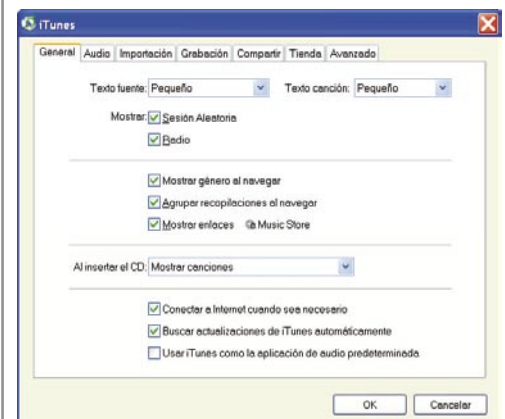 iTunes
General Audio Importación Grabación Compartir Tienda Avanzado
Texto fuente: Pequeño Texto canción: Pequeño
Mostrar: Sesión Aleatoria
Radio
Mostrar género al navegar
Agrupar recopilaciones al navegar
Mostrar enlaces Music Store
Al insertar el CD: Mostrar canciones
Conectar a Internet cuando sea necesario
Buscar actualizaciones de iTunes automáticamente
Usar iTunes como la aplicación de audio predeterminada
OK Cancelar